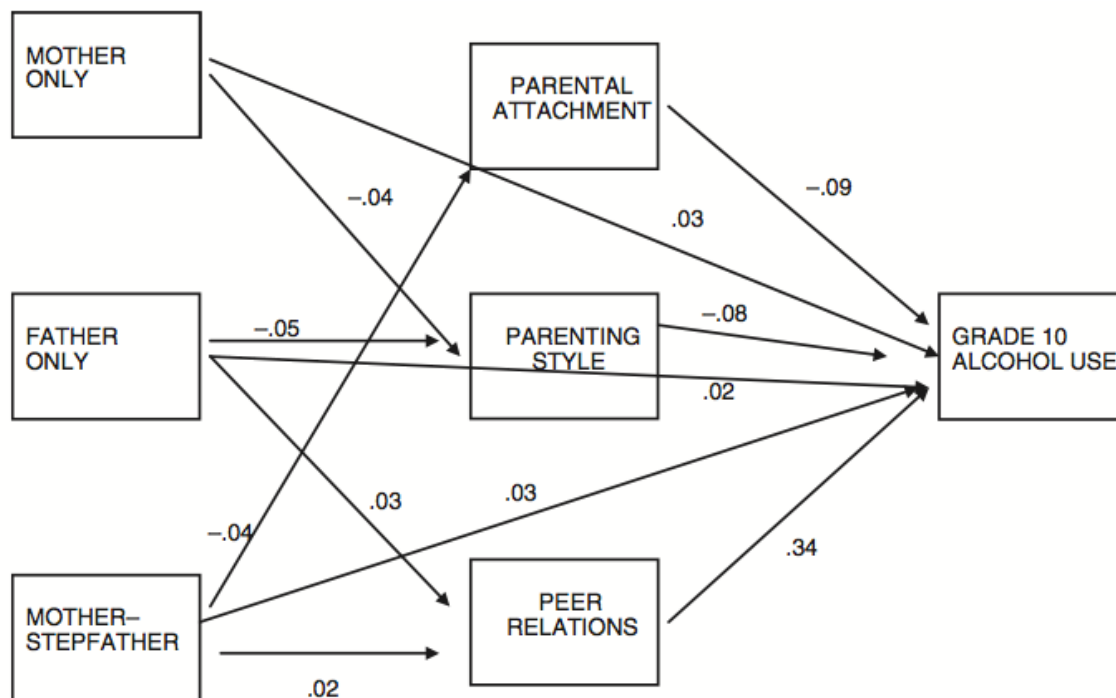 MOTHER
ONLY
PARENTAL
ATTACHMENT
–.04
.03
–.09
FATHER
ONLY
–.05
PARENTING
STYLE
–.08
.02
GRADE 10
ALCOHOL USE
–.04
.03
.03
.34
MOTHER–
STEPFATHER
.02
PEER
RELATIONS